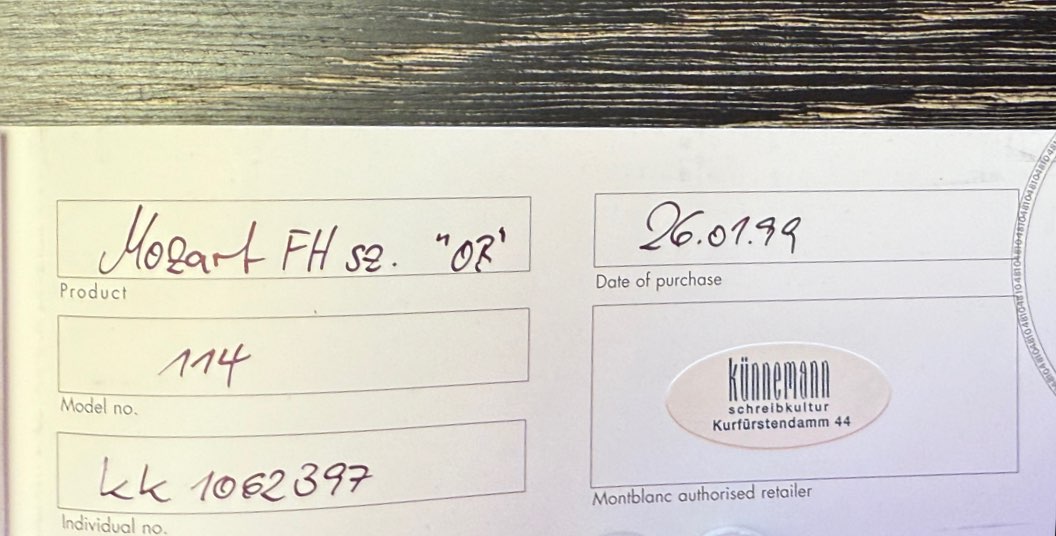 Mozart FH sz. "OR"
Product
114
Model no.
kk 1062397
Individual no.
26.01.99
Date of purchase
künnemann
schreibkultur
Kurfürstendamm 44
Montblanc authorised retailer